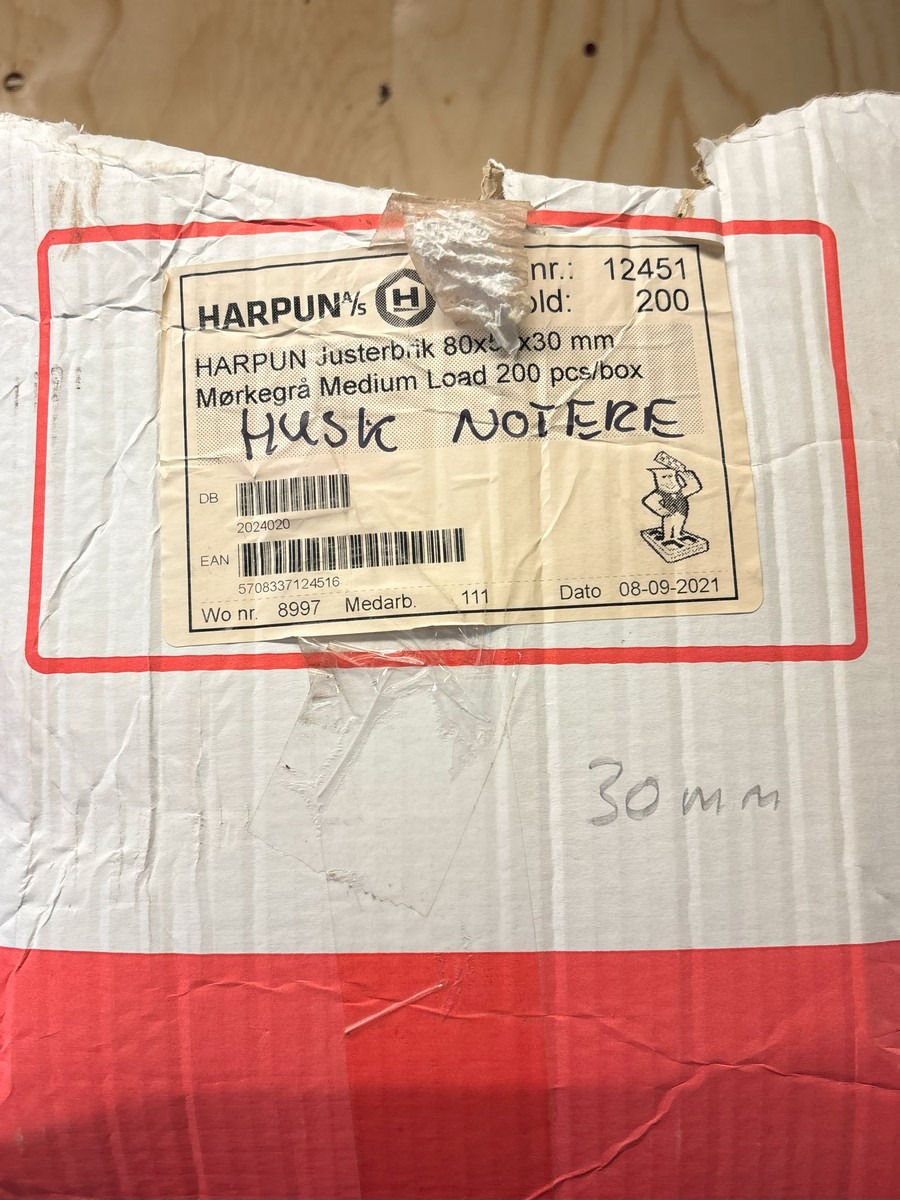 HARPUN A/S H
nr.: 12451
old: 200
HARPUN Justerbrik x30 mm
Mørkegrå Medium Load 200 pcs/box
HUSK NOTERE
DB
2024020
EAN
5708337124516
Wo nr. 8997 Medarb. 111 Dato 08-09-2021
30 mm